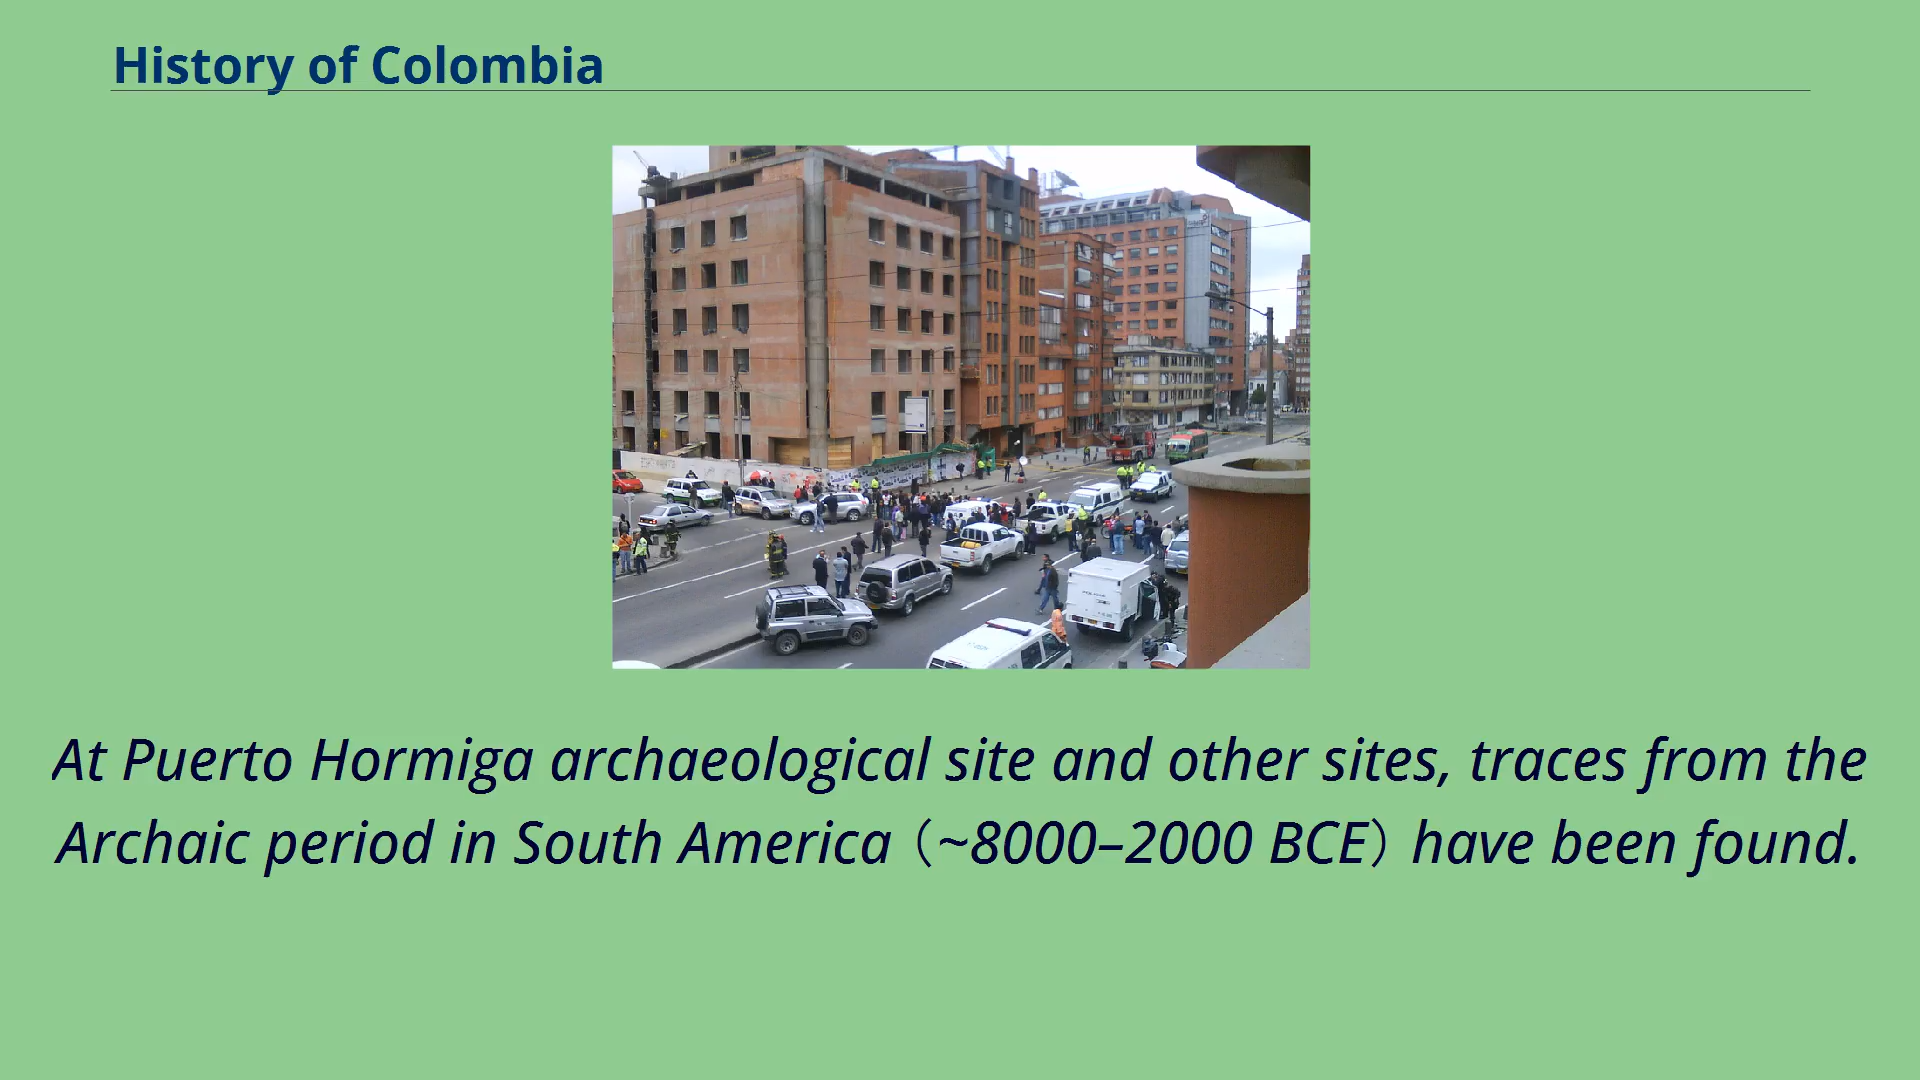 History of Colombia
At Puerto Hormiga archaeological site and other sites, traces from the
Archaic period in South America (~8000–2000 BCE) have been found.